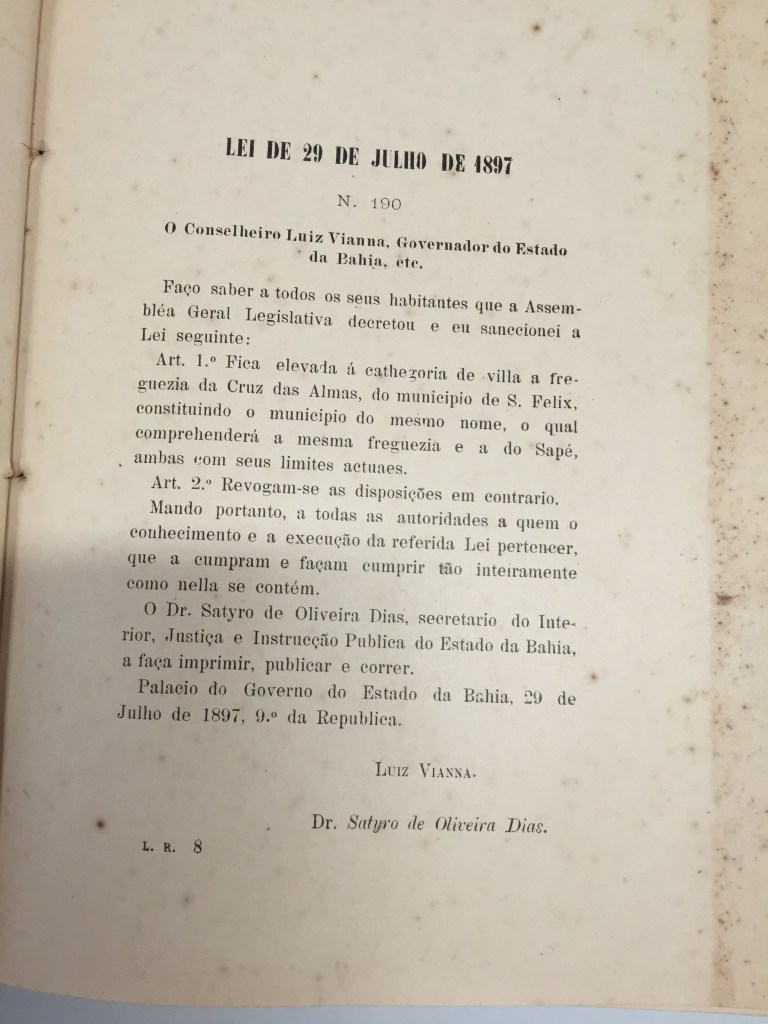 LEI DE 29 DE JULHO DE 1897
N. 190
O Conselheiro Luiz Vianna, Governador do Estado
da Bahia, etc.
Faço saber a todos os seus habitantes que a Assem-
bléa Geral Legislativa decretou e eu sanccionei a
Lei seguinte:
Art. 1.º Fica elevada á cathegoria de villa a fre-
guezia da Cruz das Almas, do municipio de S. Felix,
constituindo o municipio do mesmo nome, o qual
comprehenderá a mesma freguezia e a do Sapé,
ambas com seus limites actuaes.
Art. 2.º Revogam-se as disposições em contrario.
Mando portanto, a todas as autoridades a quem o
conhecimento e a execução da referida Lei pertencer,
que a cumpram e façam cumprir tão inteiramente
como nella se contém.
O Dr. Satyro de Oliveira Dias, secretario do Inte-
rior, Justiça e Instrucção Publica do Estado da Bahia,
a faça imprimir, publicar e correr.
Palacio do Governo do Estado da Bahia, 29 de
Julho de 1897, 9.º da Republica.
LUIZ VIANNA.
Dr. Satyro de Oliveira Dias.
L. R. 8